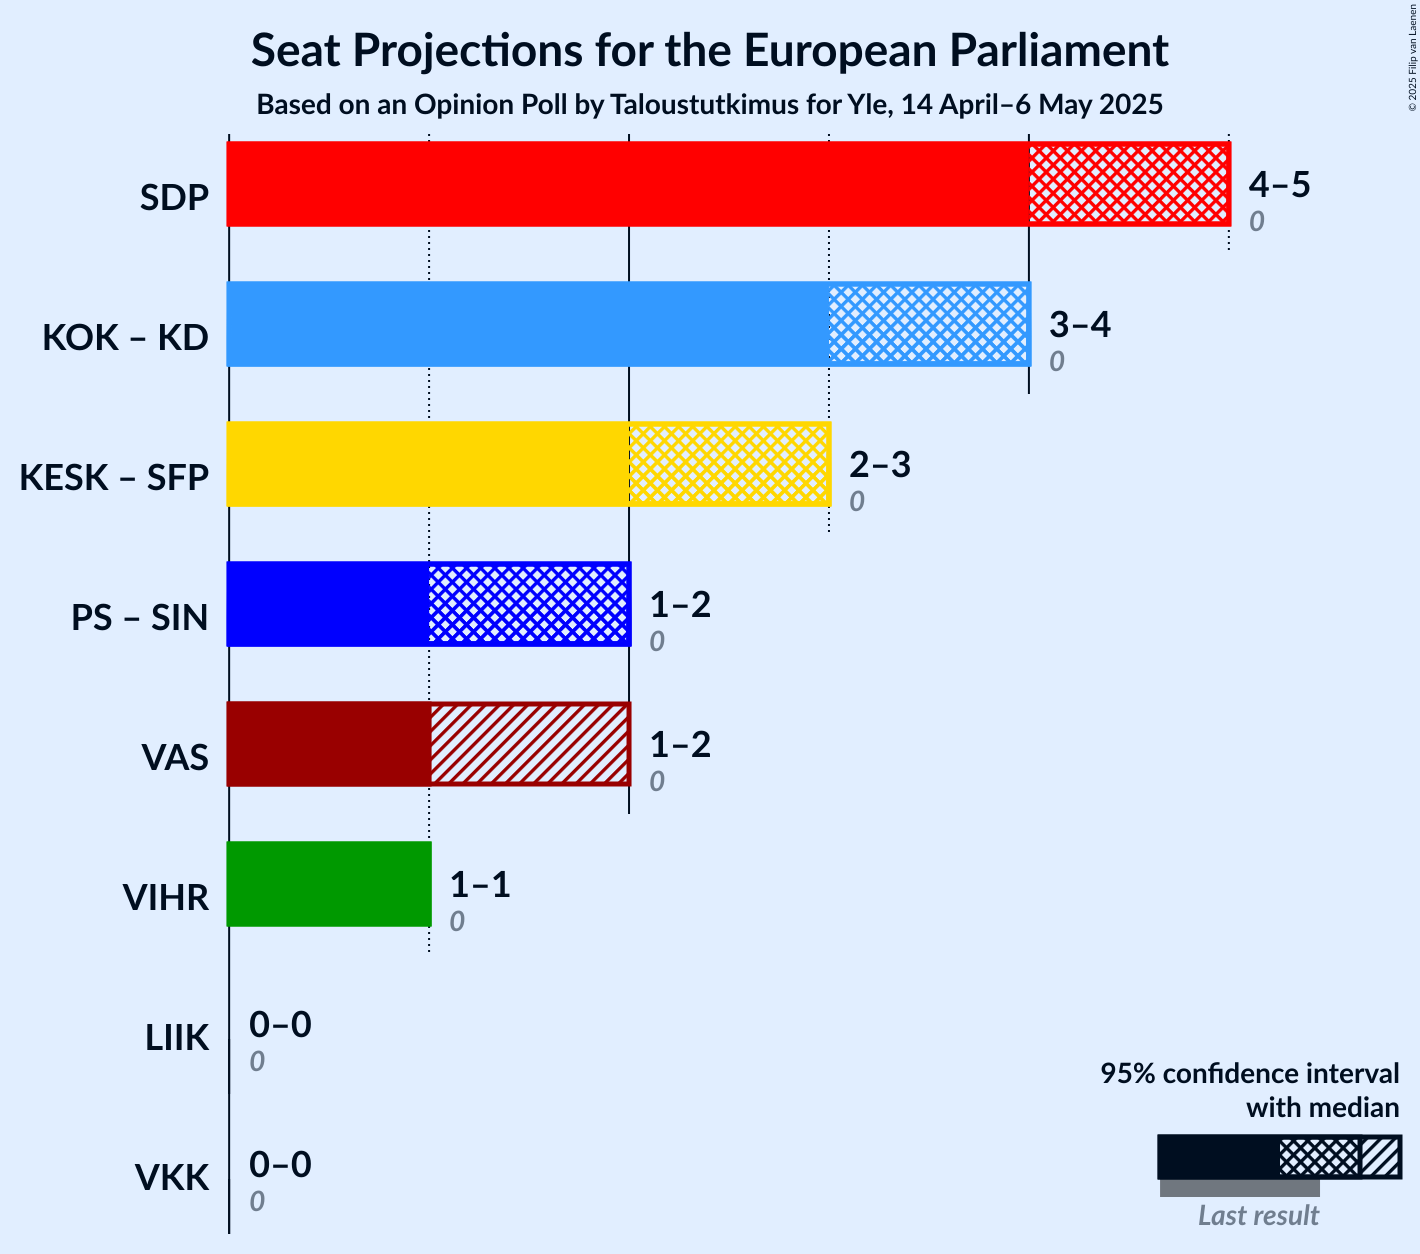 Seat Projections for the European Parliament
Based on an Opinion Poll by Taloustutkimus for Yle, 14 April–6 May 2025
© 2025 Filip van Laenen
SDP
4–5
0
KOK – KD
3–4
0
KESK – SFP
2–3
0
PS – SIN
1–2
0
VAS
1–2
0
VIHR
1–1
0
LIIK
0–0
0
VKK
0–0
0
95% confidence interval
with median
Last result